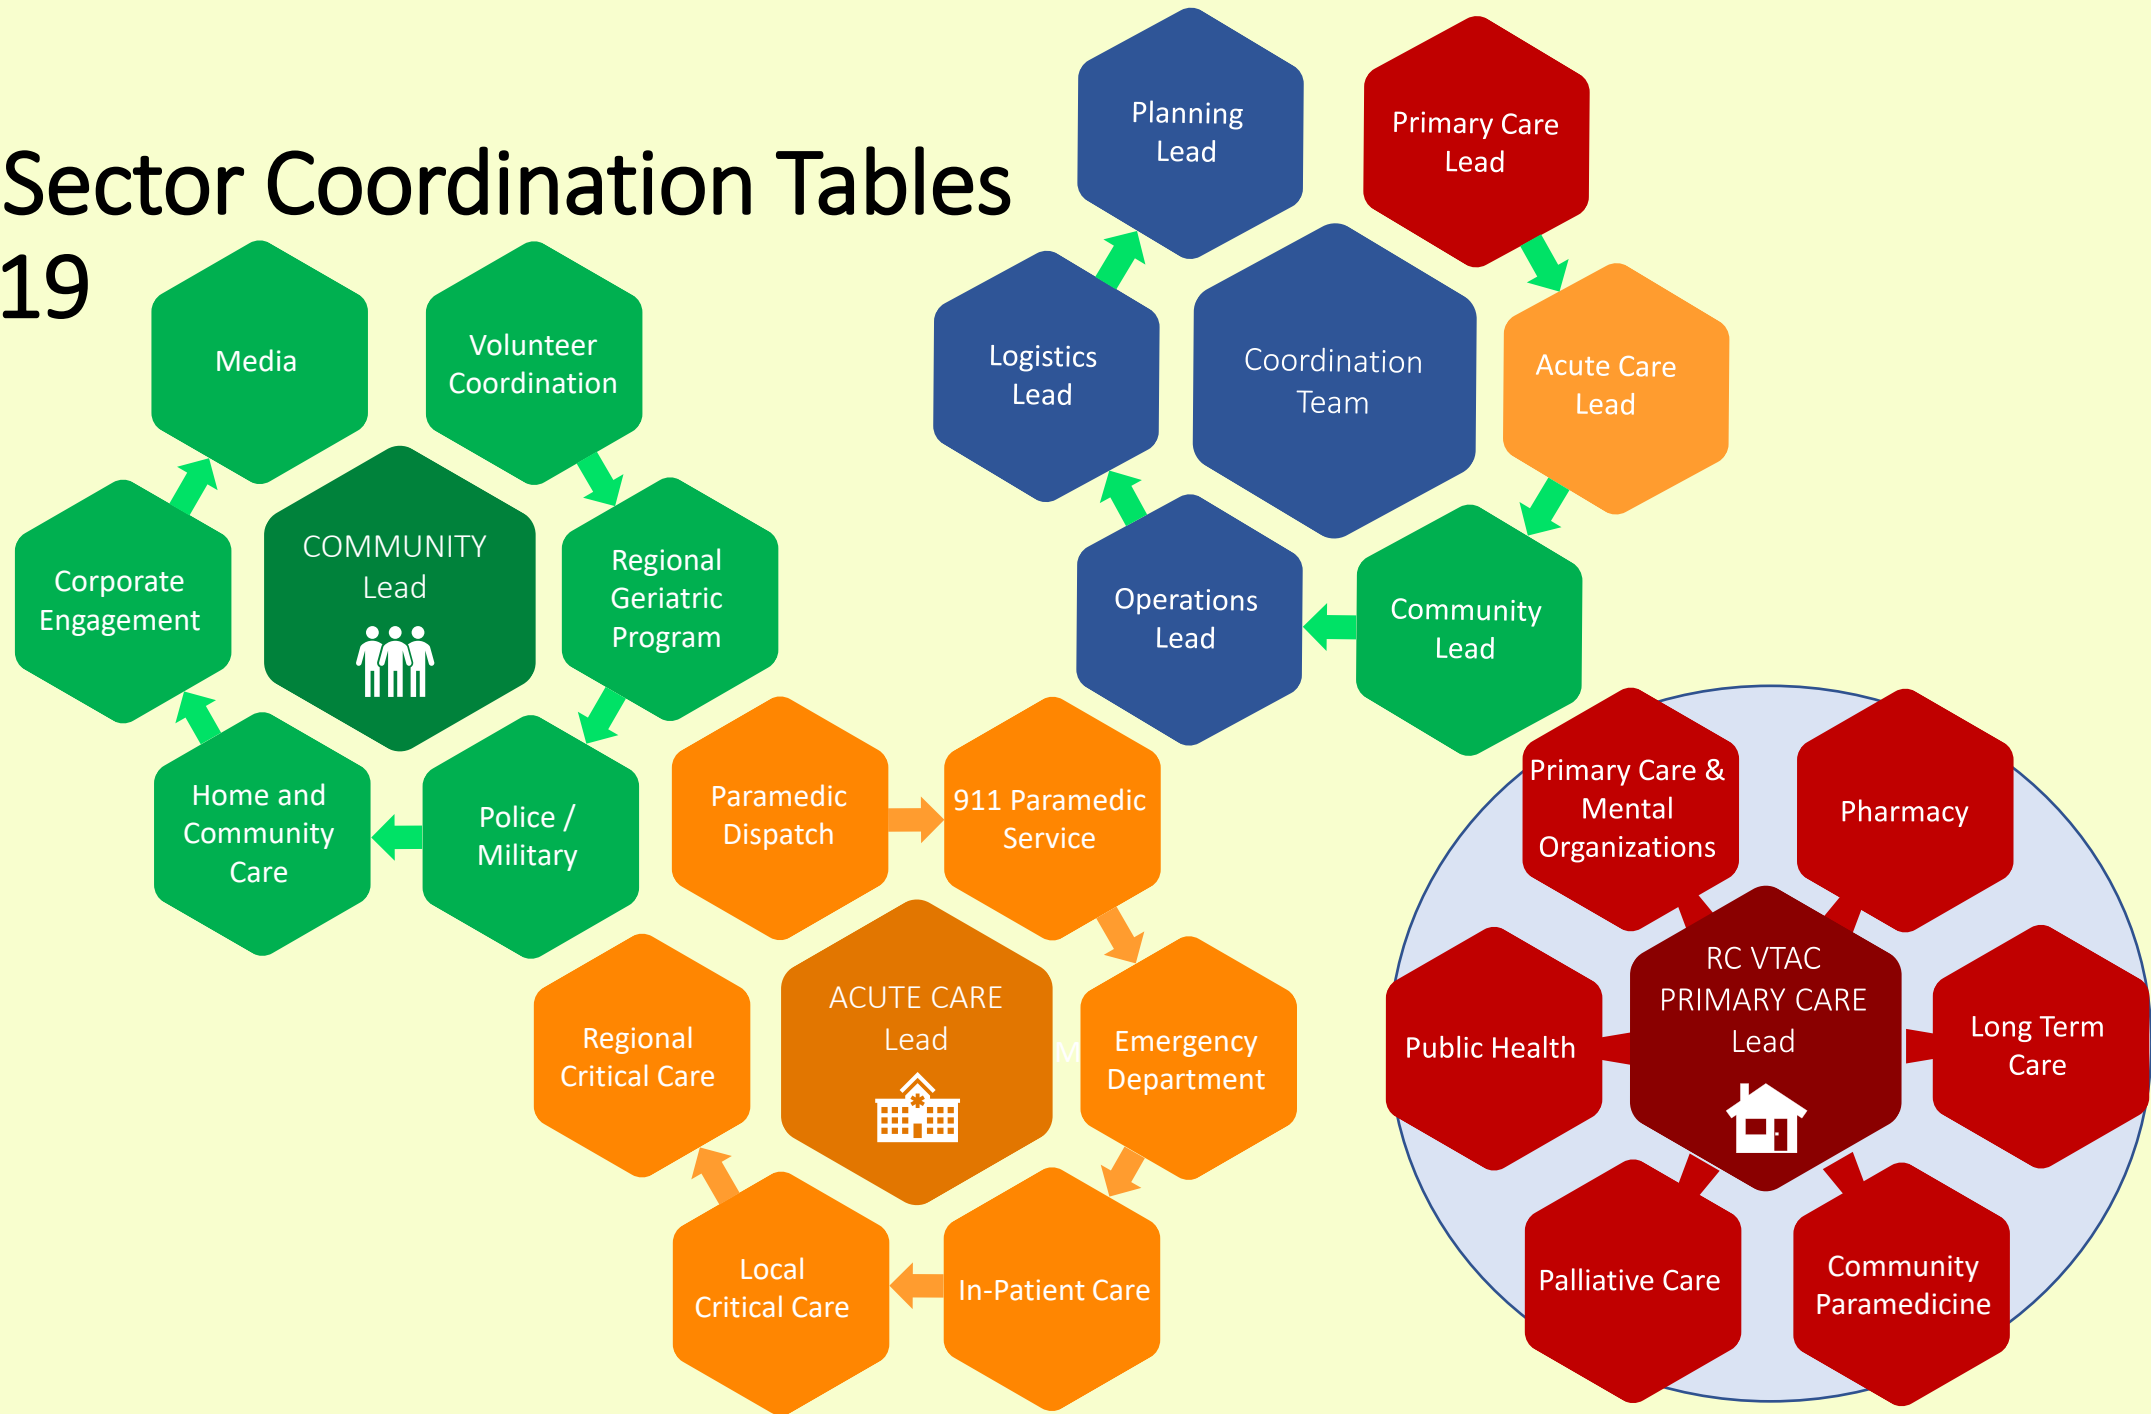 Sector Coordination Tables
19
Planning
Lead
Primary Care
Lead
Logistics
Lead
Coordination
Team
Acute Care
Lead
Operations
Lead
Community
Lead
Media
Volunteer
Coordination
Corporate
Engagement
COMMUNITY
Lead
Regional
Geriatric
Program
Home and
Community
Care
Police /
Military
Paramedic
Dispatch
911 Paramedic
Service
Regional
Critical Care
ACUTE CARE
Lead
M
Emergency
Department
Local
Critical Care
In-Patient Care
Primary Care &
Mental
Organizations
Pharmacy
Public Health
RC VTAC
PRIMARY CARE
Lead
Long Term
Care
Palliative Care
Community
Paramedicine